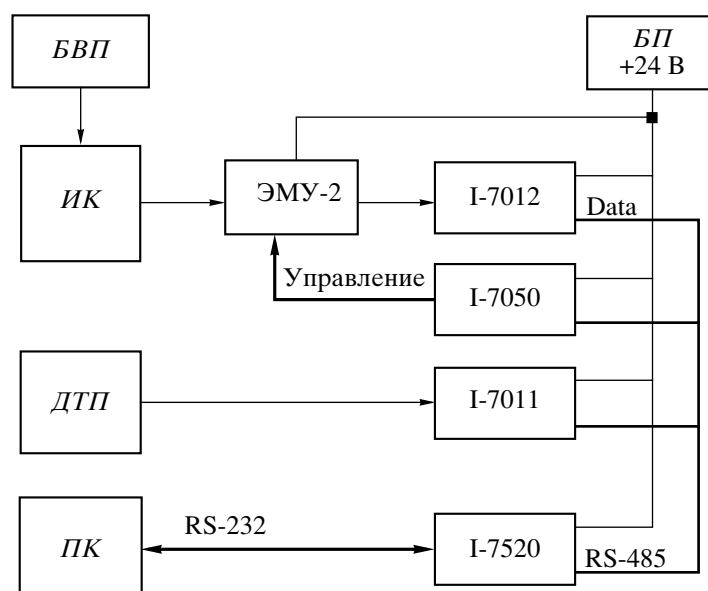 БВП
БП
+24 В
ИК
ЭМУ-2
I-7012
Data
Управление
I-7050
ДТП
I-7011
ПК
RS-232
I-7520
RS-485